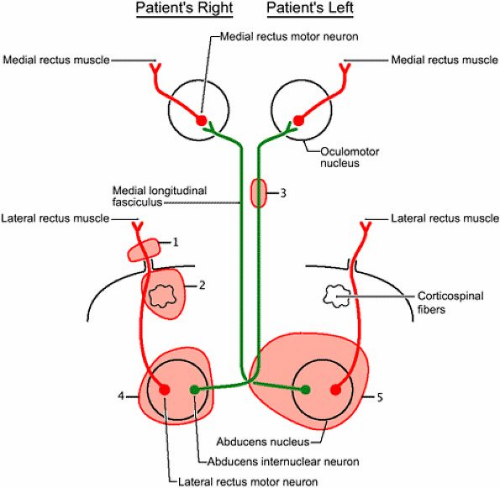 Patient's Right
Patient's Left
Medial rectus motor neuron
Medial rectus muscle
Medial rectus muscle
Oculomotor
nucleus
Medial longitudinal
fasciculus
3
Lateral rectus muscle
Lateral rectus muscle
1
2
Corticospinal
fibers
4
5
Abducens nucleus
Abducens internuclear neuron
Lateral rectus motor neuron